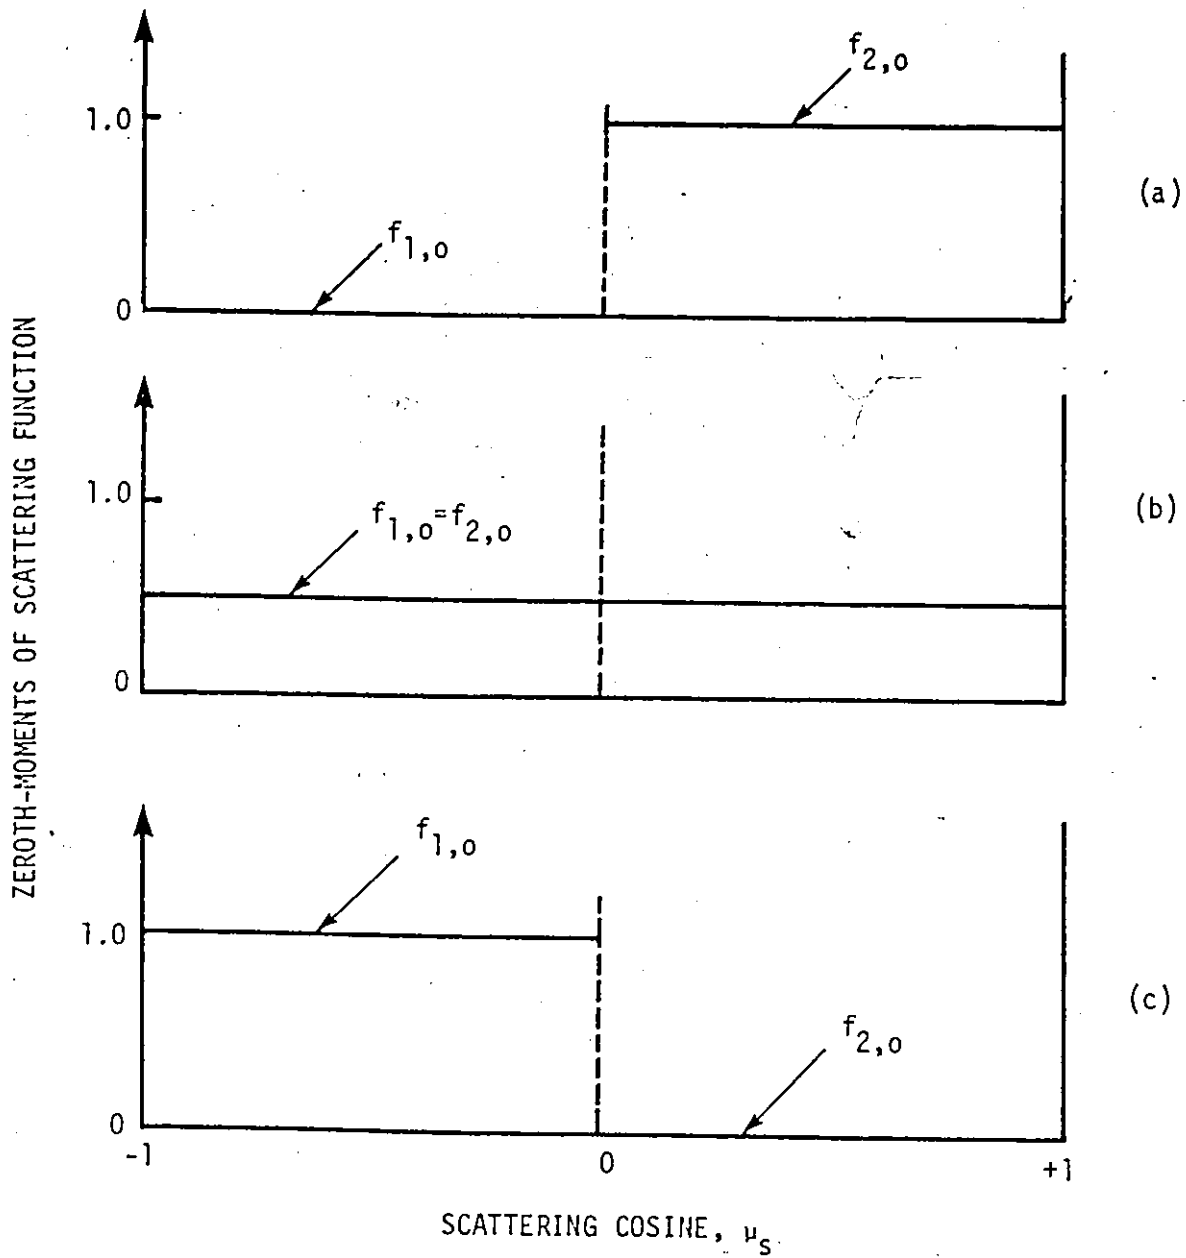 f2,o
1.0
(a)
f1,o
0
ZEROTH-MOMENTS OF SCATTERING FUNCTION
1.0
f1,o=f2,o
(b)
0
f1,o
1.0
(c)
f2,o
0
-1
0
+1
SCATTERING COSINE, μs